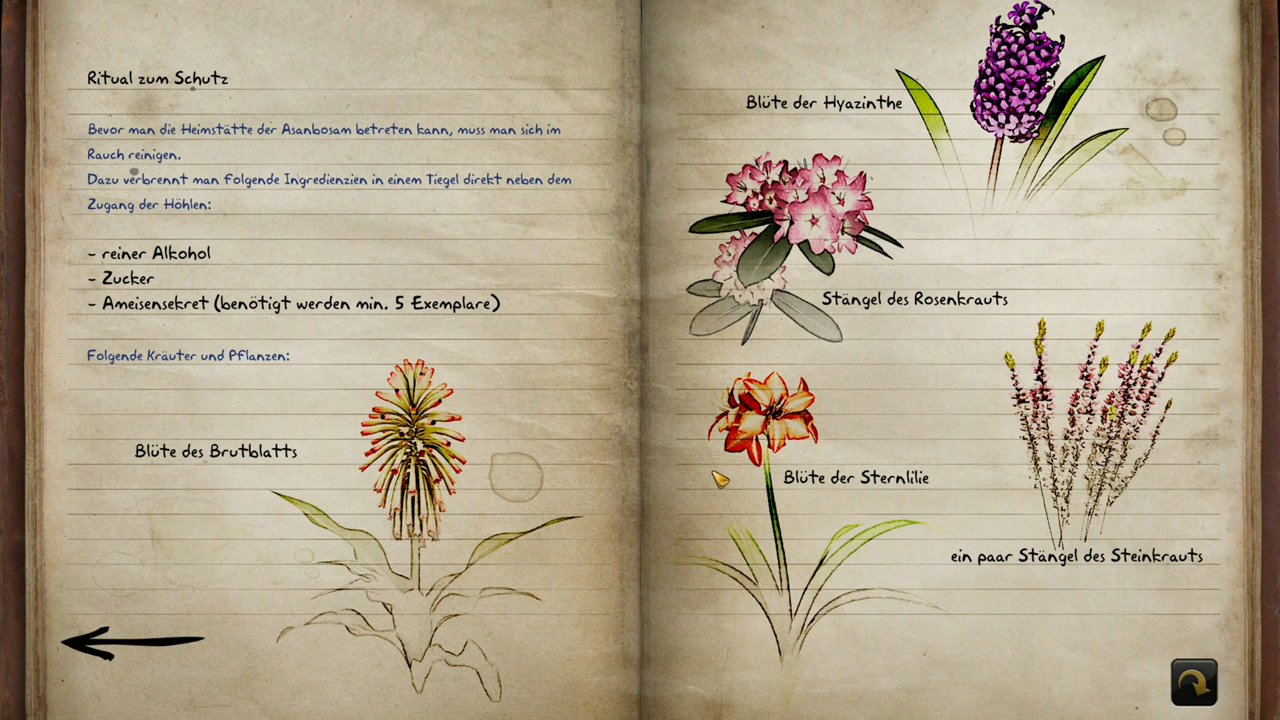 Ritual zum Schutz
Bevor man die Heimstätte der Asanbosam betreten kann, muss man sich im
Rauch reinigen.
Dazu verbrennt man folgende Ingredienzien in einem Tiegel direkt neben dem
Zugang der Höhlen:
- reiner Alkohol
- Zucker
- Ameisensekret (benötigt werden min. 5 Exemplare)
Folgende Kräuter und Pflanzen:
Blüte des Brutblatts
Blüte der Hyazinthe
Stängel des Rosenkrauts
Blüte der Sternlilie
ein paar Stängel des Steinkrauts